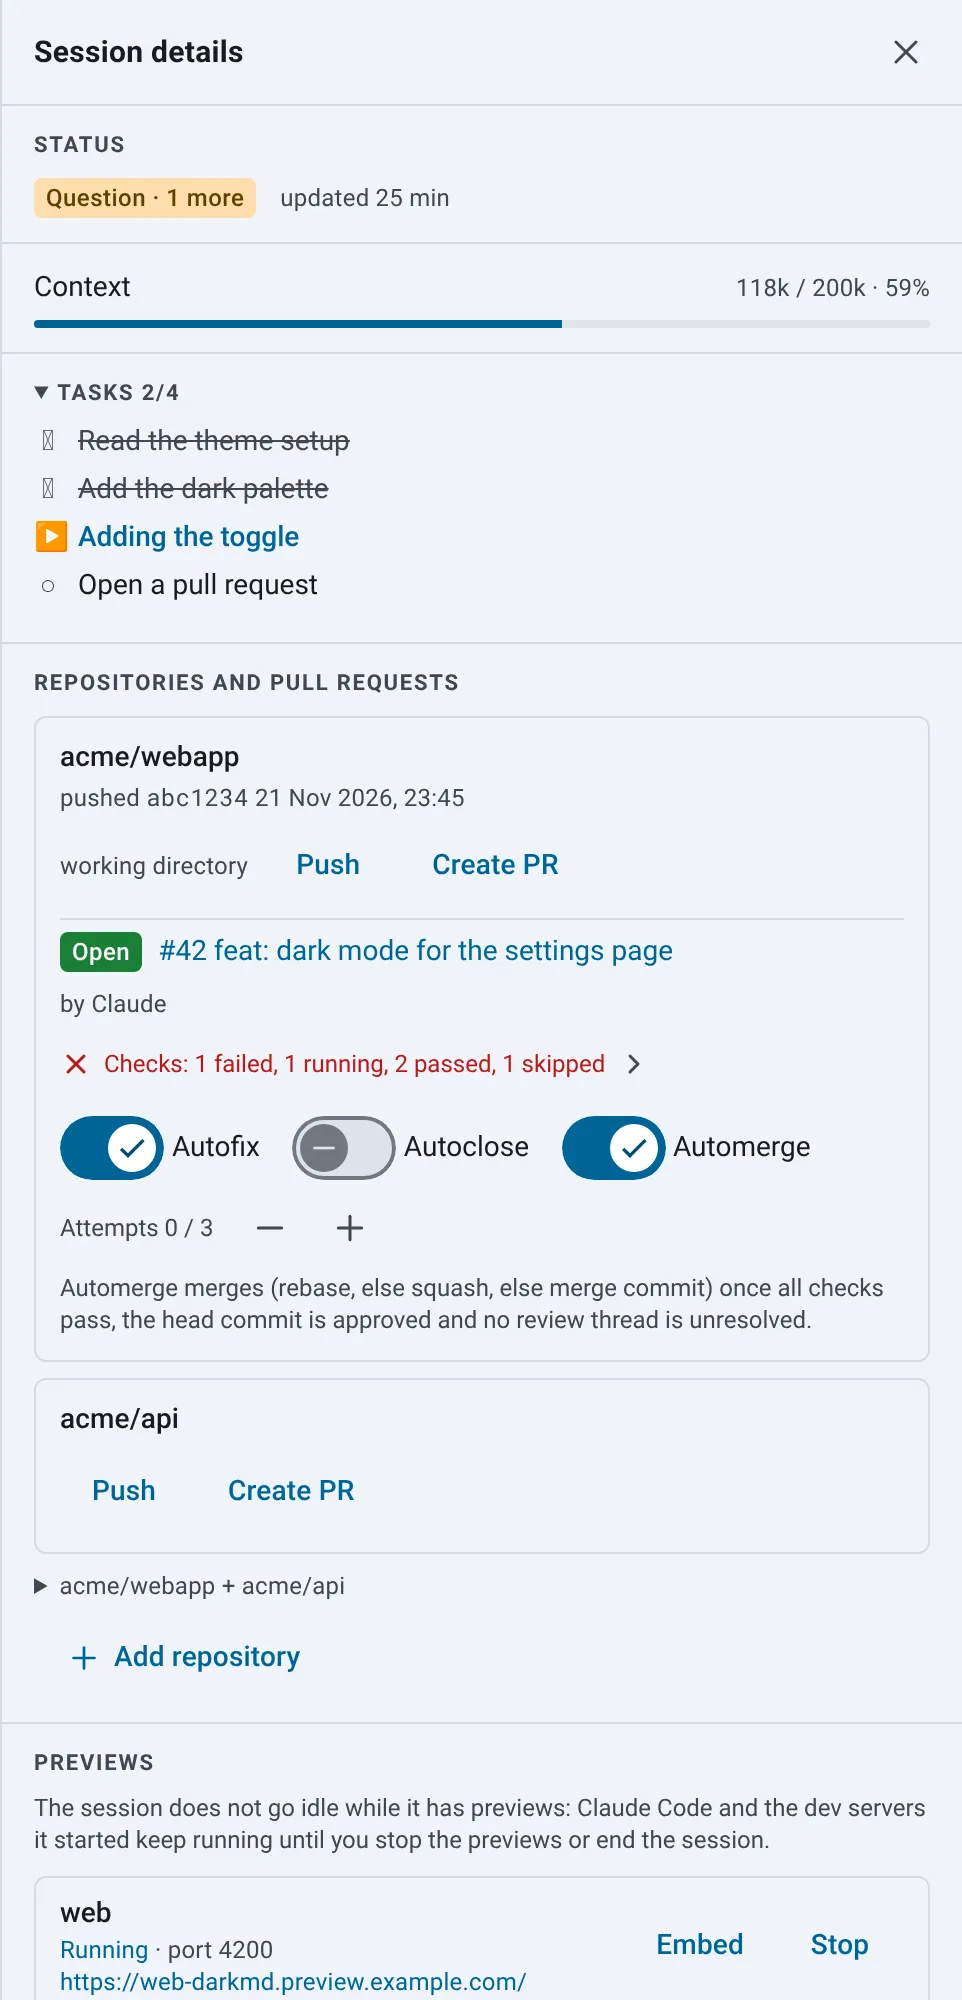 Session details
STATUS
Question · 1 more updated 25 min
Context 118k / 200k · 59%
▼ TASKS 2/4
Read the theme setup
Add the dark palette
▶️ Adding the toggle
○ Open a pull request
REPOSITORIES AND PULL REQUESTS
acme/webapp
pushed abc1234 21 Nov 2026, 23:45
working directory Push Create PR
Open #42 feat: dark mode for the settings page
by Claude
Checks: 1 failed, 1 running, 2 passed, 1 skipped
Autofix Autoclose Automerge
Attempts 0 / 3 − +
Automerge merges (rebase, else squash, else merge commit) once all checks
pass, the head commit is approved and no review thread is unresolved.
acme/api
Push Create PR
▶ acme/webapp + acme/api
+ Add repository
PREVIEWS
The session does not go idle while it has previews: Claude Code and the dev servers
it started keep running until you stop the previews or end the session.
web
Running · port 4200 Embed Stop
https://web-darkmd.preview.example.com/